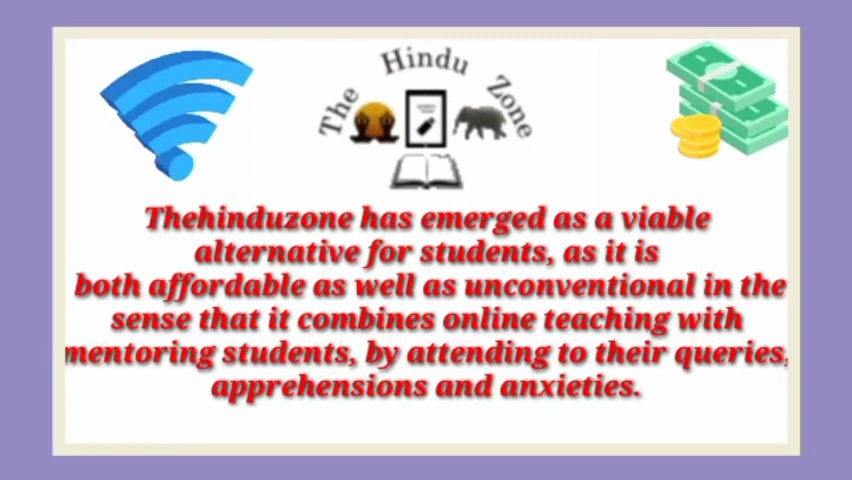 The Hindu Zone
Thehinduzone has emerged as a viable
alternative for students, as it is
both affordable as well as unconventional in the
sense that it combines online teaching with
mentoring students, by attending to their queries,
apprehensions and anxieties.